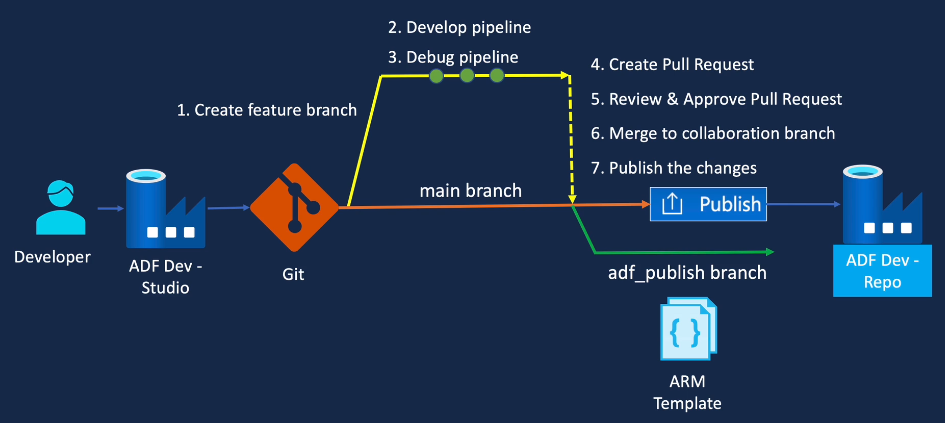 2. Develop pipeline
3. Debug pipeline
4. Create Pull Request
1. Create feature branch
5. Review & Approve Pull Request
6. Merge to collaboration branch
7. Publish the changes
main branch
Publish
Developer
ADF Dev -
Studio
Git
adf_publish branch
ADF Dev -
Repo
{ }
ARM
Template